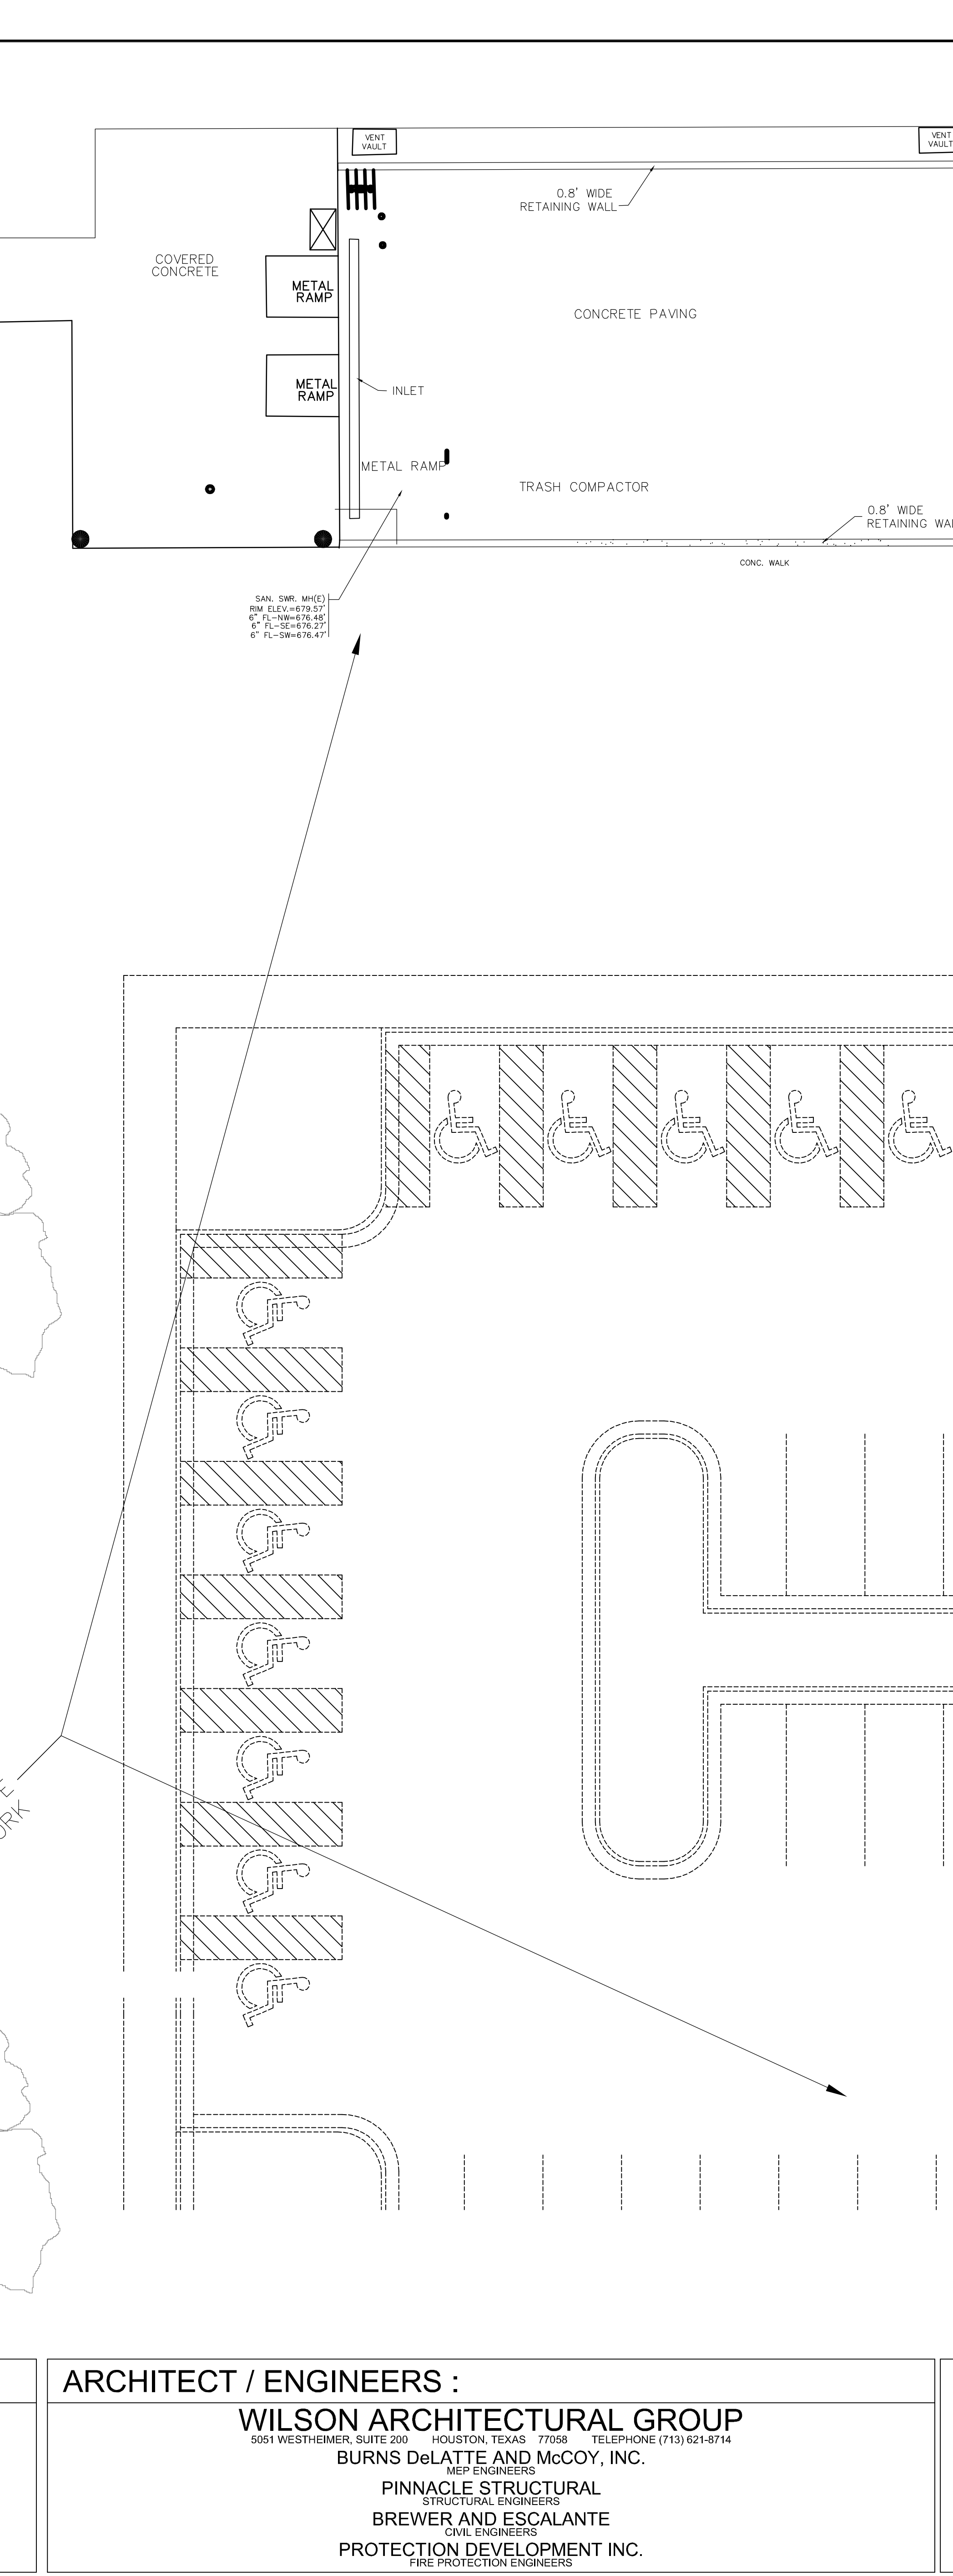 VENT
VAULT
VENT
VAULT
0.8' WIDE
RETAINING WALL
COVERED
CONCRETE
METAL
RAMP
CONCRETE PAVING
METAL
RAMP
INLET
METAL RAMP
TRASH COMPACTOR
0.8' WIDE
RETAINING
CONC. WALK
SAN. SWR. MH(E)
RIM ELEV.=679.57'
6" FL-NW=676.48'
6" FL-SE=676.27'
6" FL-SW=676.47'
ARCHITECT / ENGINEERS :
WILSON ARCHITECTURAL GROUP
5051 WESTHEIMER, SUITE 200 HOUSTON, TEXAS 77058 TELEPHONE (713) 621-8714
BURNS DeLATTE AND McCOY, INC.
MEP ENGINEERS
PINNACLE STRUCTURAL
STRUCTURAL ENGINEERS
BREWER AND ESCALANTE
CIVIL ENGINEERS
PROTECTION DEVELOPMENT INC.
FIRE PROTECTION ENGINEERS